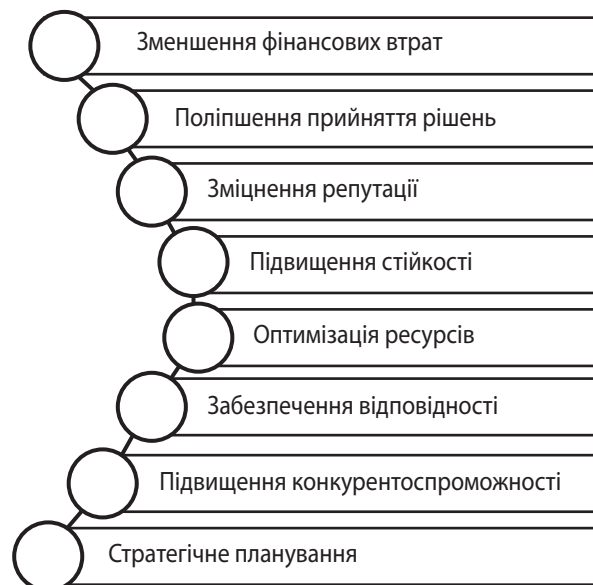 Зменшення фінансових втрат
Поліпшення прийняття рішень
Зміцнення репутації
Підвищення стійкості
Оптимізація ресурсів
Забезпечення відповідності
Підвищення конкурентоспроможності
Стратегічне планування